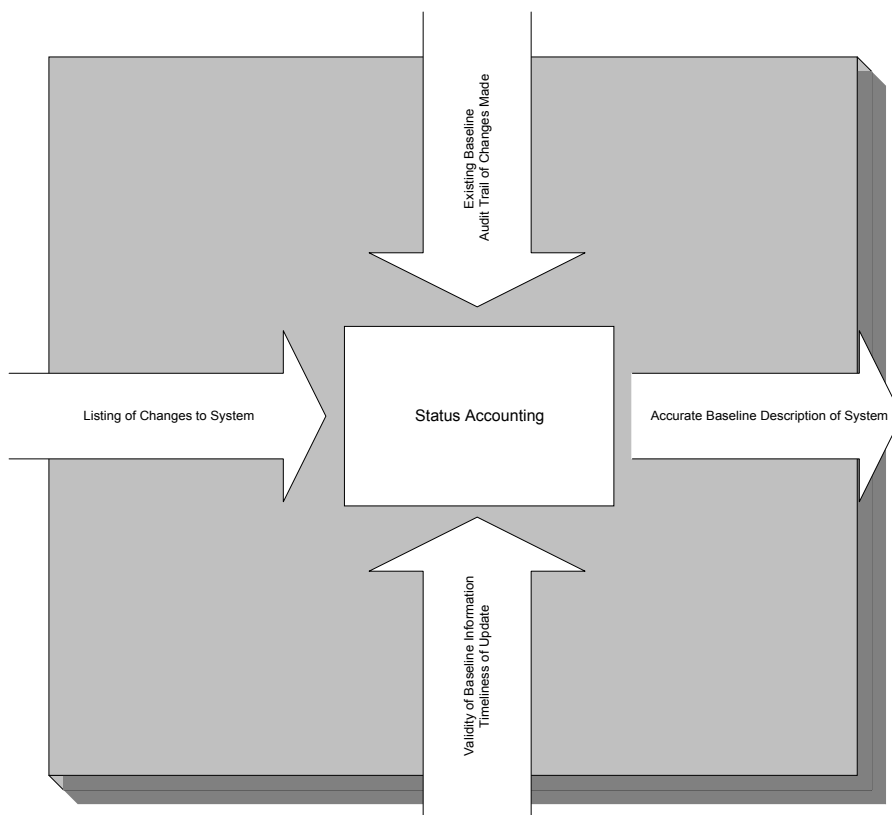 Existing Baseline
Audit Trail of Changes Made
Listing of Changes to System
Status Accounting
Accurate Baseline Description of System
Validity of Baseline Information
Timeliness of Update